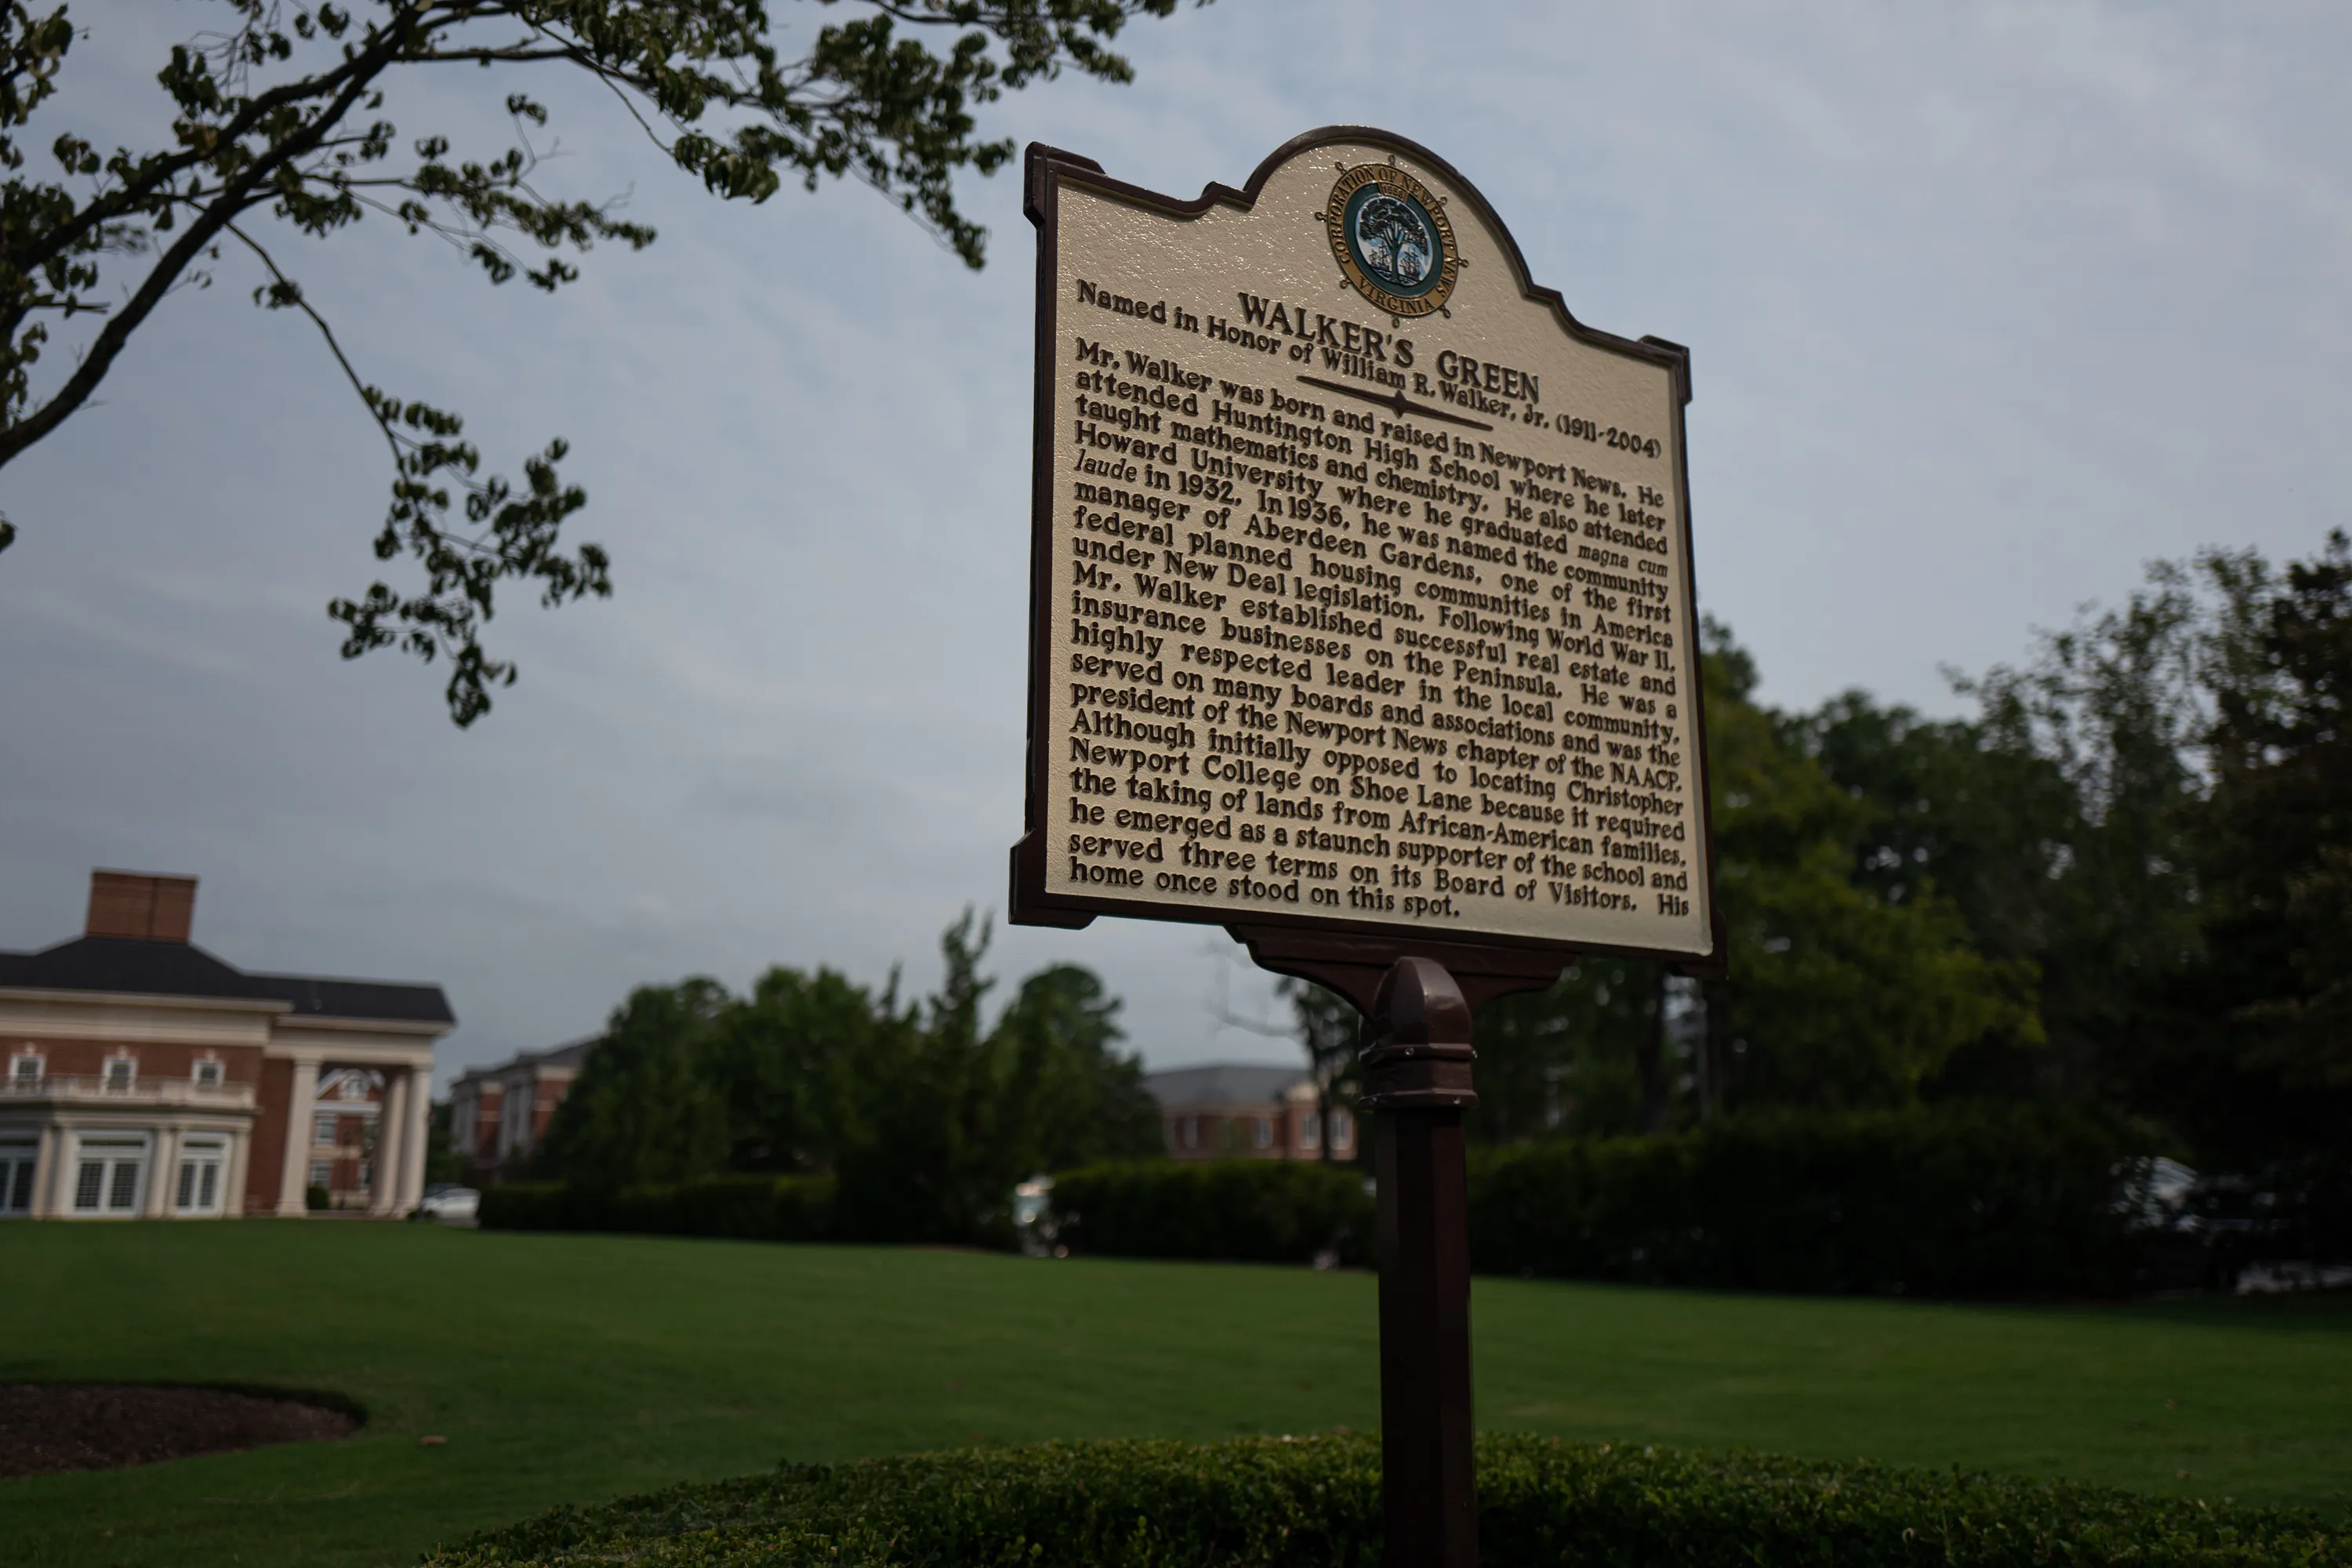 CORPORATION OF NEWPORT NEWS
VIRGINIA
WALKER'S GREEN
Named in Honor of William R. Walker, Jr. (1911-2004)
Mr. Walker was born and raised in Newport News. He
attended Huntington High School where he later
taught mathematics and chemistry. He also attended
Howard University where he graduated magna cum
laude in 1932. In 1936, he was named the community
manager of Aberdeen Gardens, one of the first
federal planned housing communities in America
under New Deal legislation. Following World War II,
Mr. Walker established successful real estate and
insurance businesses on the Peninsula. He was a
highly respected leader in the local community,
served on many boards and associations and was the
president of the Newport News chapter of the NAACP.
Although initially opposed to locating Christopher
Newport College on Shoe Lane because it required
the taking of lands from African-American families,
he emerged as a staunch supporter of the school and
served three terms on its Board of Visitors. His
home once stood on this spot.